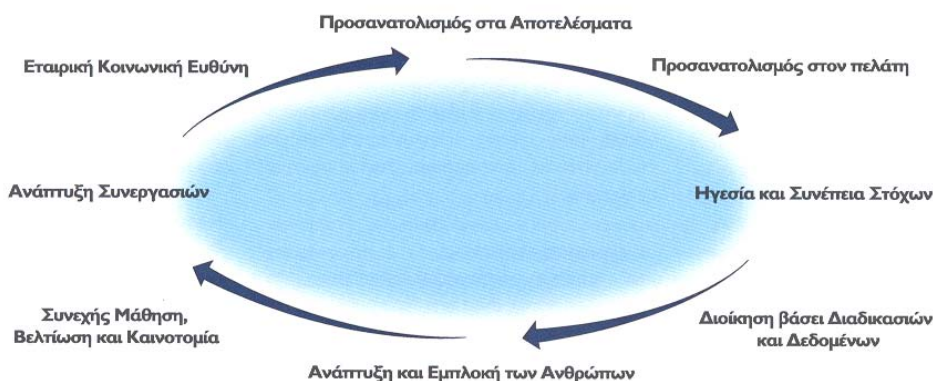 Προσανατολισμός στα Αποτελέσματα
Εταιρική Κοινωνική Ευθύνη
Προσανατολισμός στον πελάτη
Ανάπτυξη Συνεργασιών
Ηγεσία και Συνέπεια Στόχων
Συνεχής Μάθηση,
Βελτίωση και Καινοτομία
Διοίκηση βάσει Διαδικασιών
και Δεδομένων
Ανάπτυξη και Εμπλοκή των Ανθρώπων